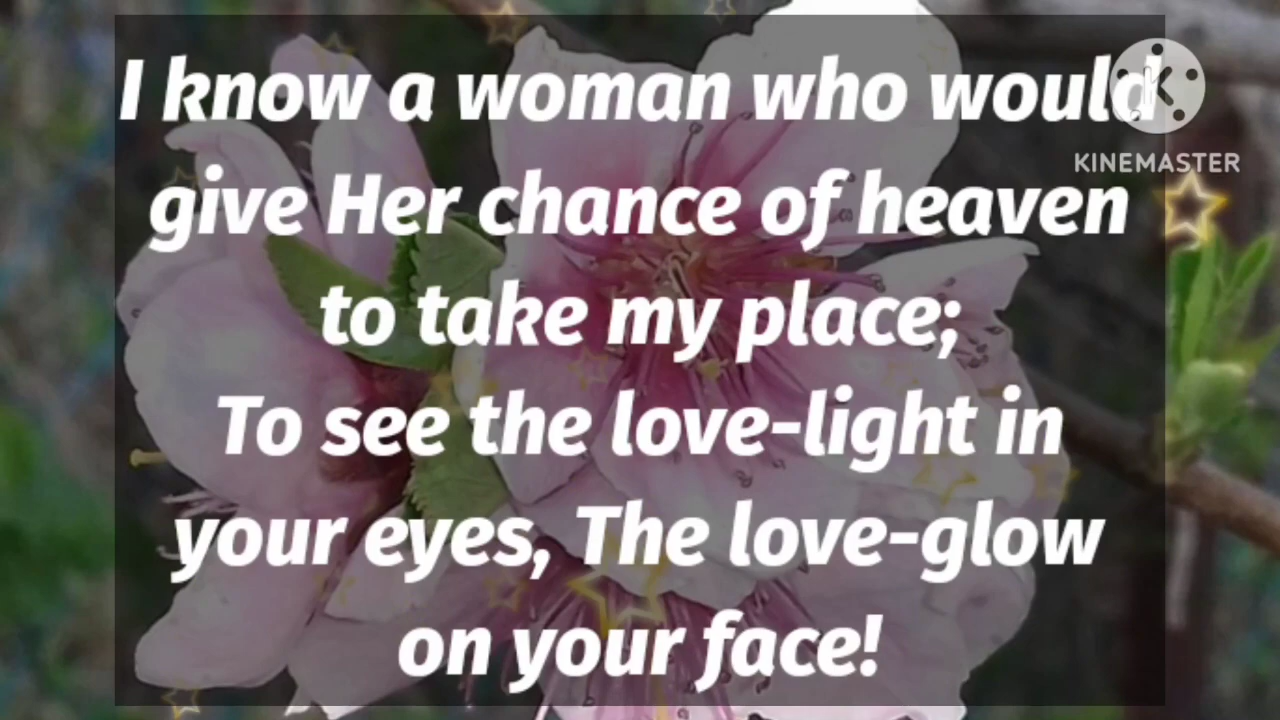 I know a woman who would
KINEMASTER
give Her chance of heaven
to take my place;
To see the love-light in
your eyes, The love-glow
on your face!